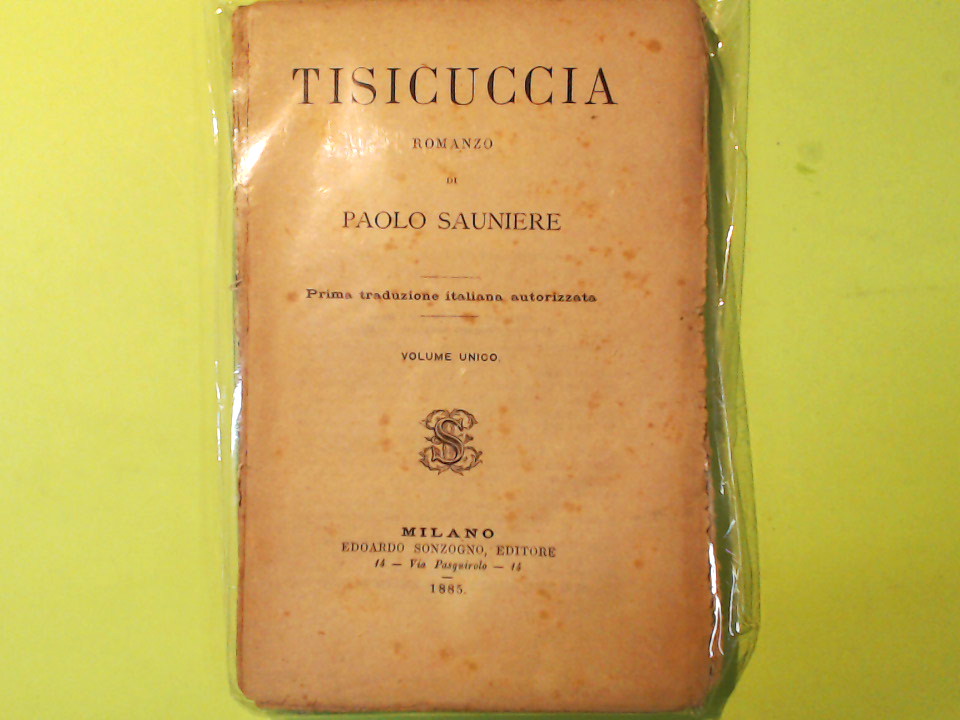 TISICUCCIA
ROMANZO
DI
PAOLO SAUNIERE
Prima traduzione italiana autorizzata
VOLUME UNICO
S
MILANO
EDOARDO SONZOGNO, EDITORE
14 — Via Pasquirolo — 14
1885.